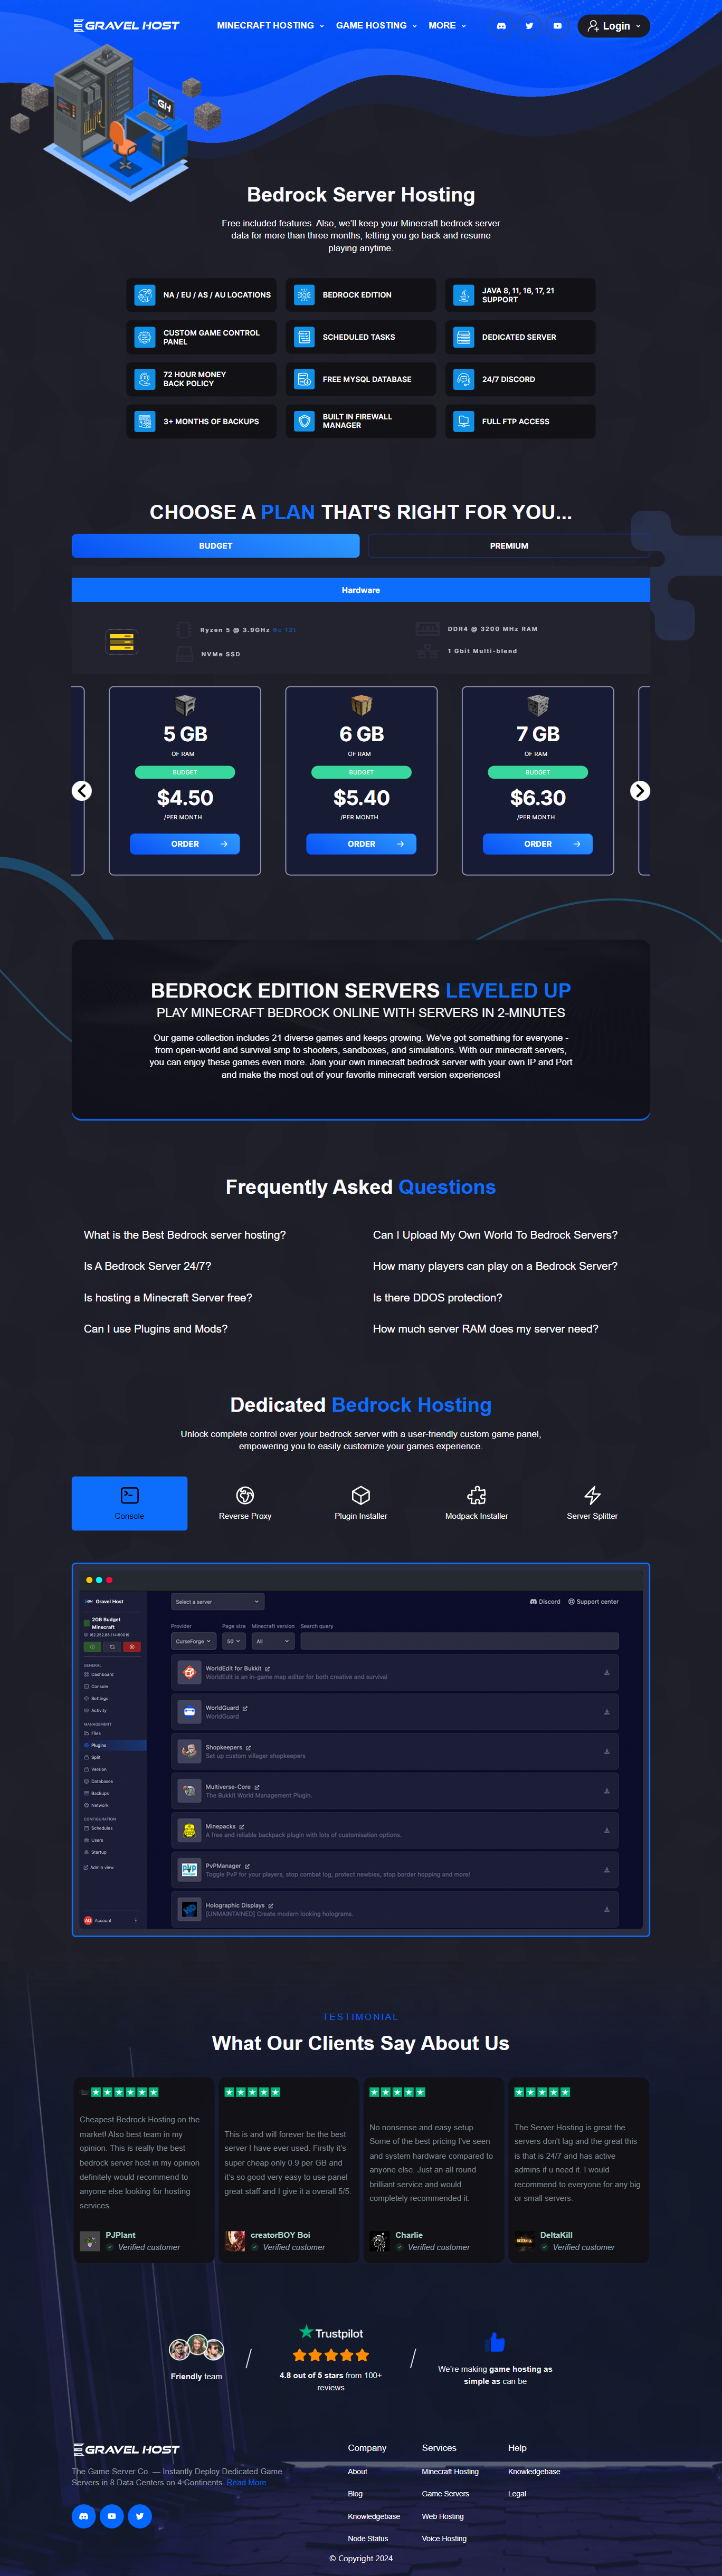 GRAVEL HOST
MINECRAFT HOSTING
GAME HOSTING
MORE
Login
GH
Bedrock Server Hosting
Free included features. Also, we'll keep your Minecraft bedrock server
data for more than three months, letting you go back and resume
playing anytime.
NA / EU / AS / AU LOCATIONS
BEDROCK EDITION
JAVA 8, 11, 16, 17, 21
SUPPORT
CUSTOM GAME CONTROL
PANEL
SCHEDULED TASKS
DEDICATED SERVER
72 HOUR MONEY
BACK POLICY
FREE MYSQL DATABASE
24/7 DISCORD
3+ MONTHS OF BACKUPS
BUILT IN FIREWALL
MANAGER
FULL FTP ACCESS
CHOOSE A PLAN THAT'S RIGHT FOR YOU...
BUDGET
PREMIUM
Hardware
Ryzen 5 @ 3.9GHz 6c 12t
DDR4 @ 3200 MHz RAM
NVMe SSD
1 Gbit Multi-blend
5 GB
OF RAM
BUDGET
$4.50
/PER MONTH
ORDER
6 GB
OF RAM
BUDGET
$5.40
/PER MONTH
ORDER
7 GB
OF RAM
BUDGET
$6.30
/PER MONTH
ORDER
BEDROCK EDITION SERVERS LEVELED UP
PLAY MINECRAFT BEDROCK ONLINE WITH SERVERS IN 2-MINUTES
Our game collection includes 21 diverse games and keeps growing. We've got something for everyone -
from open-world and survival smp to shooters, sandboxes, and simulations. With our minecraft servers,
you can enjoy these games even more. Join your own minecraft bedrock server with your own IP and Port
and make the most out of your favorite minecraft version experiences!
Frequently Asked Questions
What is the Best Bedrock server hosting?
Can I Upload My Own World To Bedrock Servers?
Is A Bedrock Server 24/7?
How many players can play on a Bedrock Server?
Is hosting a Minecraft Server free?
Is there DDOS protection?
Can I use Plugins and Mods?
How much server RAM does my server need?
Dedicated Bedrock Hosting
Unlock complete control over your bedrock server with a user-friendly custom game panel,
empowering you to easily customize your games experience.
Console
Reverse Proxy
Plugin Installer
Modpack Installer
Server Splitter
Gravel Host
Select a server
Discord
Support center
2GB Budget
Minecraft
Provider
Page size
Minecraft version
Search query
CurseForge
50
All
GENERAL
Dashboard
Console
Settings
Activity
MANAGEMENT
Files
Plugins
Split
Version
Databases
Backups
Network
CONFIGURATION
Schedules
Users
Startup
Admin view
AD Account
WorldEdit for Bukkit
WorldEdit is an in-game map editor for both creative and survival
WorldGuard
WorldGuard
Shopkeepers
Set up custom villager shopkeepers
Multiverse-Core
The Bukkit World Management Plugin.
Minepacks
A free and reliable backpack plugin with lots of customisation options.
PvPManager
Toggle PvP for your players, stop combat log, protect newbies, stop border hopping and more!
Holographic Displays
[UNMAINTAINED] Create modern looking holograms.
TESTIMONIAL
What Our Clients Say About Us
Cheapest Bedrock Hosting on the
market! Also best team in my
opinion. This is really the best
bedrock server host in my opinion
definitely would recommend to
anyone else looking for hosting
services.
PJPlant
Verified customer
This is and will forever be the best
server I have ever used. Firstly it's
super cheap only 0.9 per GB and
it's so good very easy to use panel
great staff and I give it a overall 5/5.
creatorBOY Boi
Verified customer
No nonsense and easy setup.
Some of the best pricing I've seen
and system hardware compared to
anyone else. Just an all round
brilliant service and would
completely recommended it.
Charlie
Verified customer
The Server Hosting is great the
servers don't lag and the great this
is that is 24/7 and has active
admins if u need it. I would
recommend to everyone for any big
or small servers.
DeltaKill
Verified customer
Friendly team
Trustpilot
4.8 out of 5 stars from 100+
reviews
We're making game hosting as
simple as can be
GRAVEL HOST
The Game Server Co. — Instantly Deploy Dedicated Game
Servers in 8 Data Centers on 4 Continents. Read More
Company
About
Blog
Knowledgebase
Node Status
Services
Minecraft Hosting
Game Servers
Web Hosting
Voice Hosting
Help
Knowledgebase
Legal
© Copyright 2024